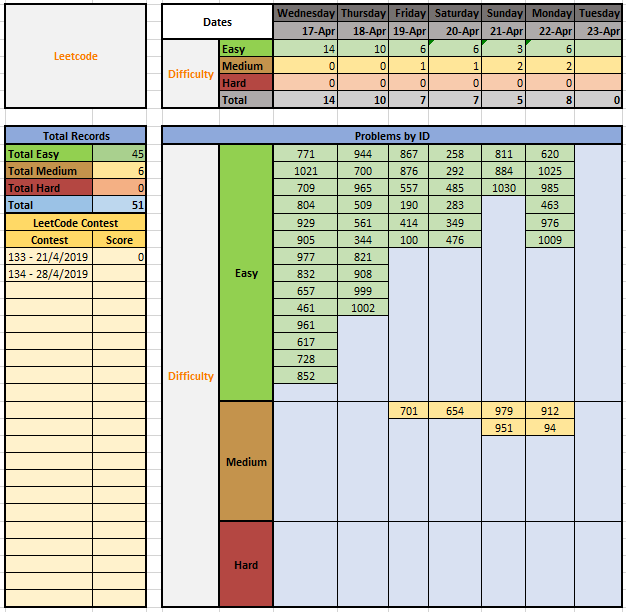 Leetcode
Dates Wednesday Thursday Friday Saturday Sunday Monday Tuesday
17-Apr 18-Apr 19-Apr 20-Apr 21-Apr 22-Apr 23-Apr
Difficulty
Easy 14 10 6 6 3 6
Medium 0 0 1 1 2 2
Hard 0 0 0 0 0 0
Total 14 10 7 7 5 8 0
Total Records
Total Easy 45
Total Medium 6
Total Hard 0
Total 51
LeetCode Contest
Contest Score
133 - 21/4/2019 0
134 - 28/4/2019
Problems by ID
Difficulty
Easy
771 944 867 258 811 620
1021 700 876 292 884 1025
709 965 557 485 1030 985
804 509 190 283 463
929 561 414 349 976
905 344 100 476 1009
977 821
832 908
657 999
461 1002
961
617
728
852
Medium
701 654 979 912
951 94
Hard